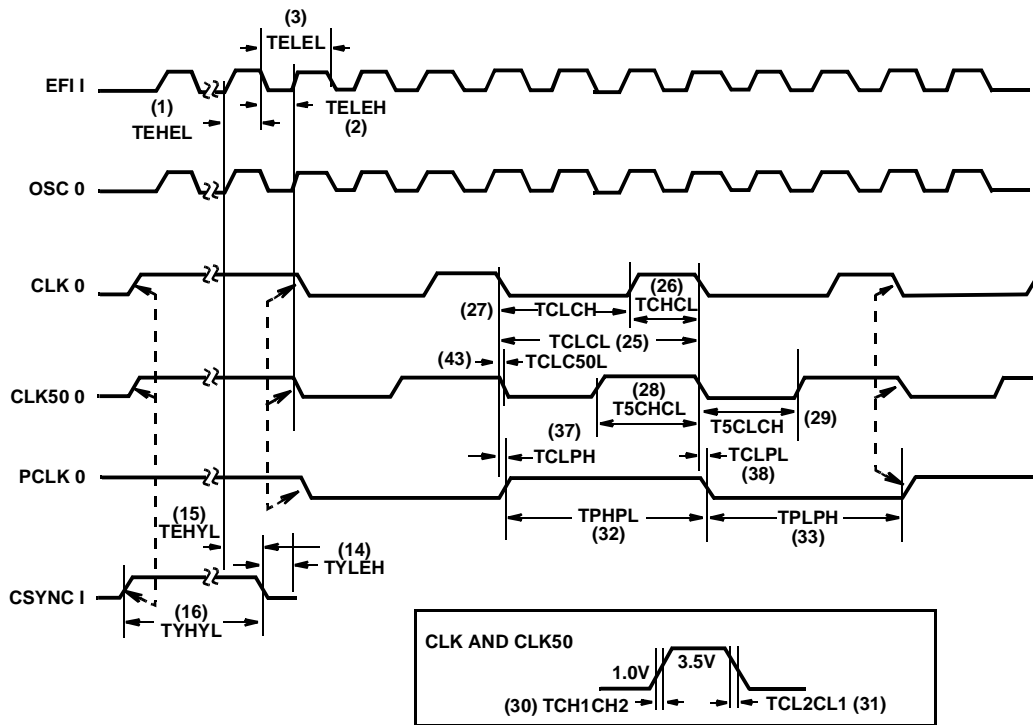 (3)
TELEL
EFI I
(1)
TEHEL
TELEH
(2)
OSC 0
CLK 0
(26)
(27)
TCLCH
TCHCL
TCLCL (25)
(43)
TCLC50L
CLK50 0
(28)
T5CHCL
T5CLCH
(29)
(37)
TCLPH
TCLPL
(38)
PCLK 0
(15)
TEHYL
TPHPL
(32)
TPLPH
(33)
(14)
TYLEH
CSYNC I
(16)
TYHYL
CLK AND CLK50
1.0V
3.5V
(30) TCH1CH2
TCL2CL1 (31)